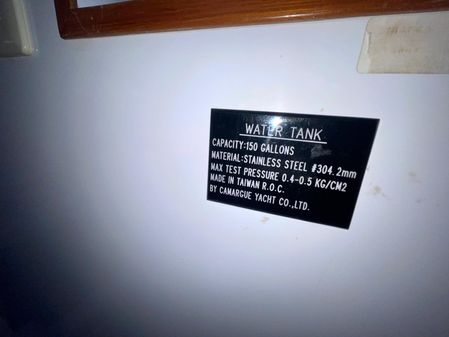 WATER TANK
CAPACITY:150 GALLONS
MATERIAL:STAINLESS STEEL #304.2mm
MAX TEST PRESSURE 0.4-0.5 KG/CM2
MADE IN TAIWAN R.O.C.
BY CAMARGUE YACHT CO.,LTD.